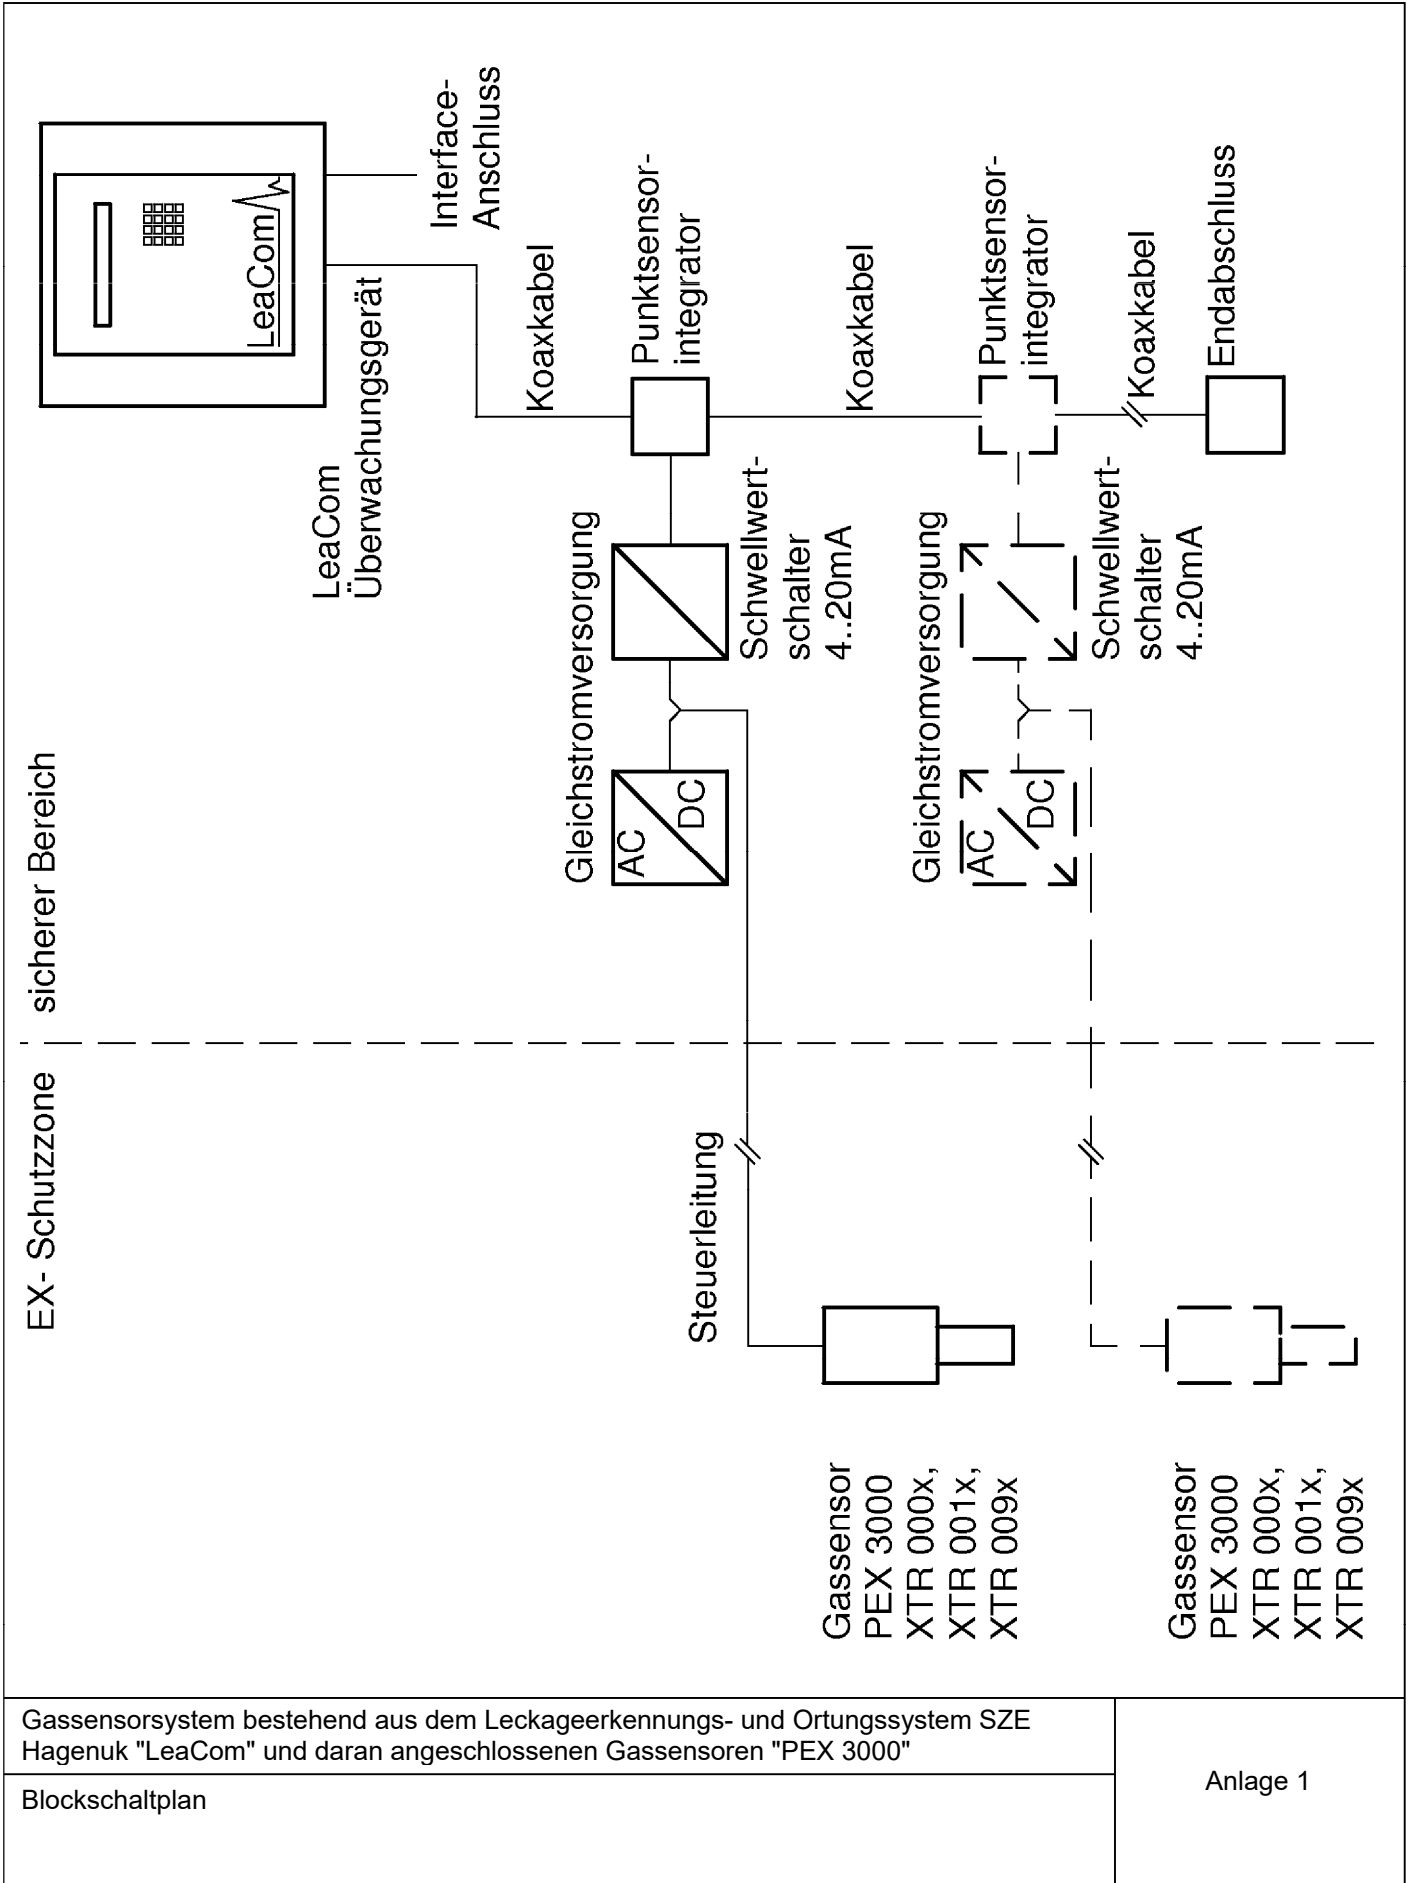 EX- Schutzzone
sicherer Bereich
LeaCom
LeaCom
Überwachungsgerät
Interface-
Anschluss
Koaxkabel
Gleichstromversorgung
AC
DC
Punktsensor-
integrator
Schwellwert-
schalter
4..20mA
Steuerleitung
Koaxkabel
Gassensor
PEX 3000
XTR 000x,
XTR 001x,
XTR 009x
Gleichstromversorgung
AC
DC
Punktsensor-
integrator
Schwellwert-
schalter
4..20mA
Koaxkabel
Endabschluss
Gassensor
PEX 3000
XTR 000x,
XTR 001x,
XTR 009x
Gassensorsystem bestehend aus dem Leckageerkennungs- und Ortungssystem SZE
Hagenuk "LeaCom" und daran angeschlossenen Gassensoren "PEX 3000"
Blockschaltplan
Anlage 1